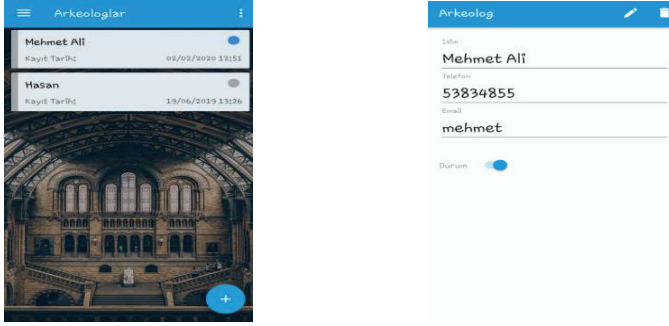 Arkeologlar
Mehmet Ali
Kayıt Tarihi: 02/02/2020 12:51
Hasan
Kayıt Tarihi: 19/06/2019 13:26
+
Arkeolog
İsim
Mehmet Ali
Telefon
53834855
Email
mehmet
Durum